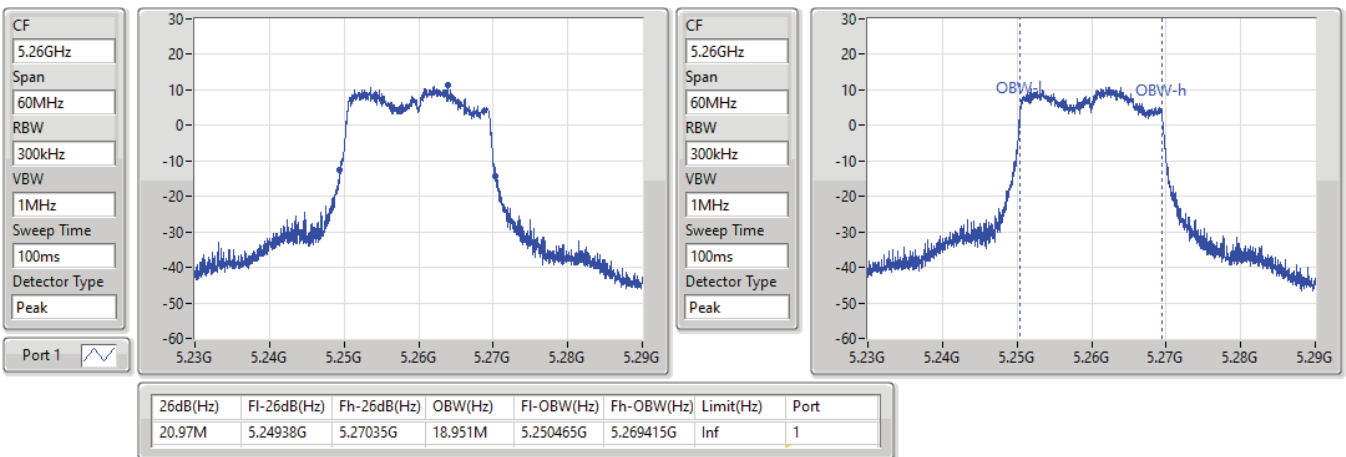 CF
5.26GHz
Span
60MHz
RBW
300kHz
VBW
1MHz
Sweep Time
100ms
Detector Type
Peak
Port 1
30
20
10
0
-10
-20
-30
-40
-50
-60
5.23G 5.24G 5.25G 5.26G 5.27G 5.28G 5.29G
CF
5.26GHz
Span
60MHz
RBW
300kHz
VBW
1MHz
Sweep Time
100ms
Detector Type
Peak
30
20
10
0
-10
-20
-30
-40
-50
-60
OBW-l OBW-h
5.23G 5.24G 5.25G 5.26G 5.27G 5.28G 5.29G
26dB(Hz) Fl-26dB(Hz) Fh-26dB(Hz) OBW(Hz) Fl-OBW(Hz) Fh-OBW(Hz) Limit(Hz) Port
20.97M 5.24938G 5.27035G 18.951M 5.250465G 5.269415G Inf 1